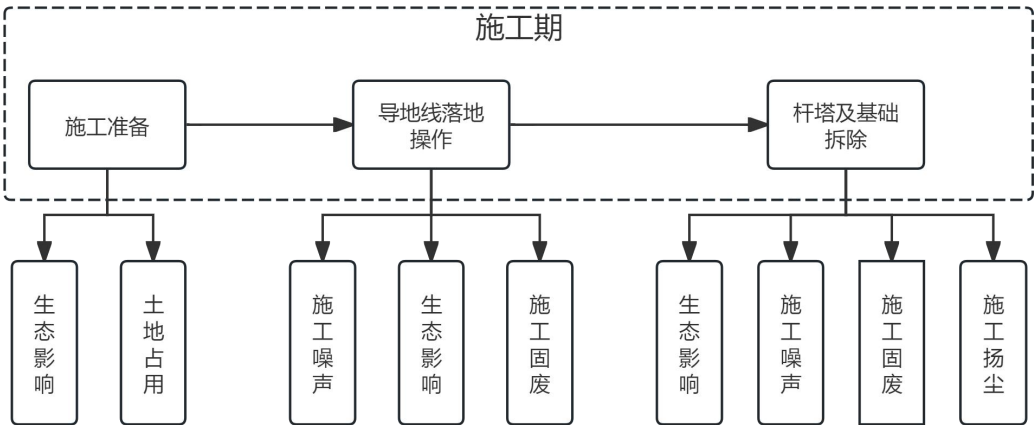 施工期
施工准备
导地线落地
操作
杆塔及基础
拆除
生态影响
土地占用
施工噪声
生态影响
施工固废
生态影响
施工噪声
施工固废
施工扬尘